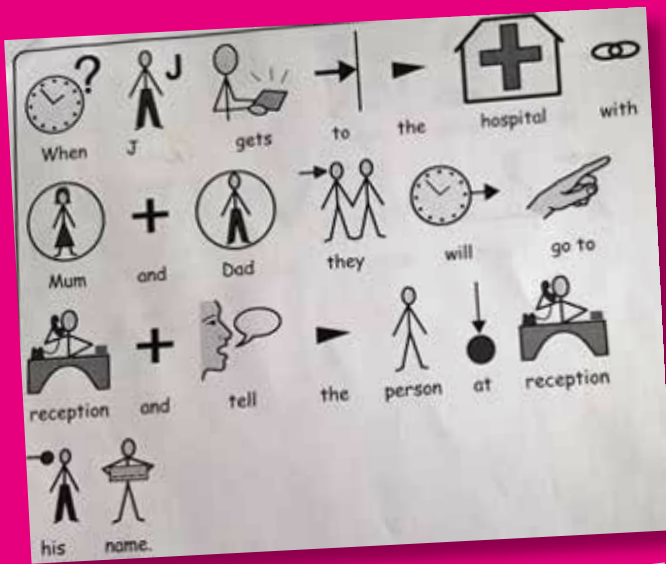 ? J
When J gets to the hospital with
Mum and Dad they will go to
reception and tell the person at reception
his name.